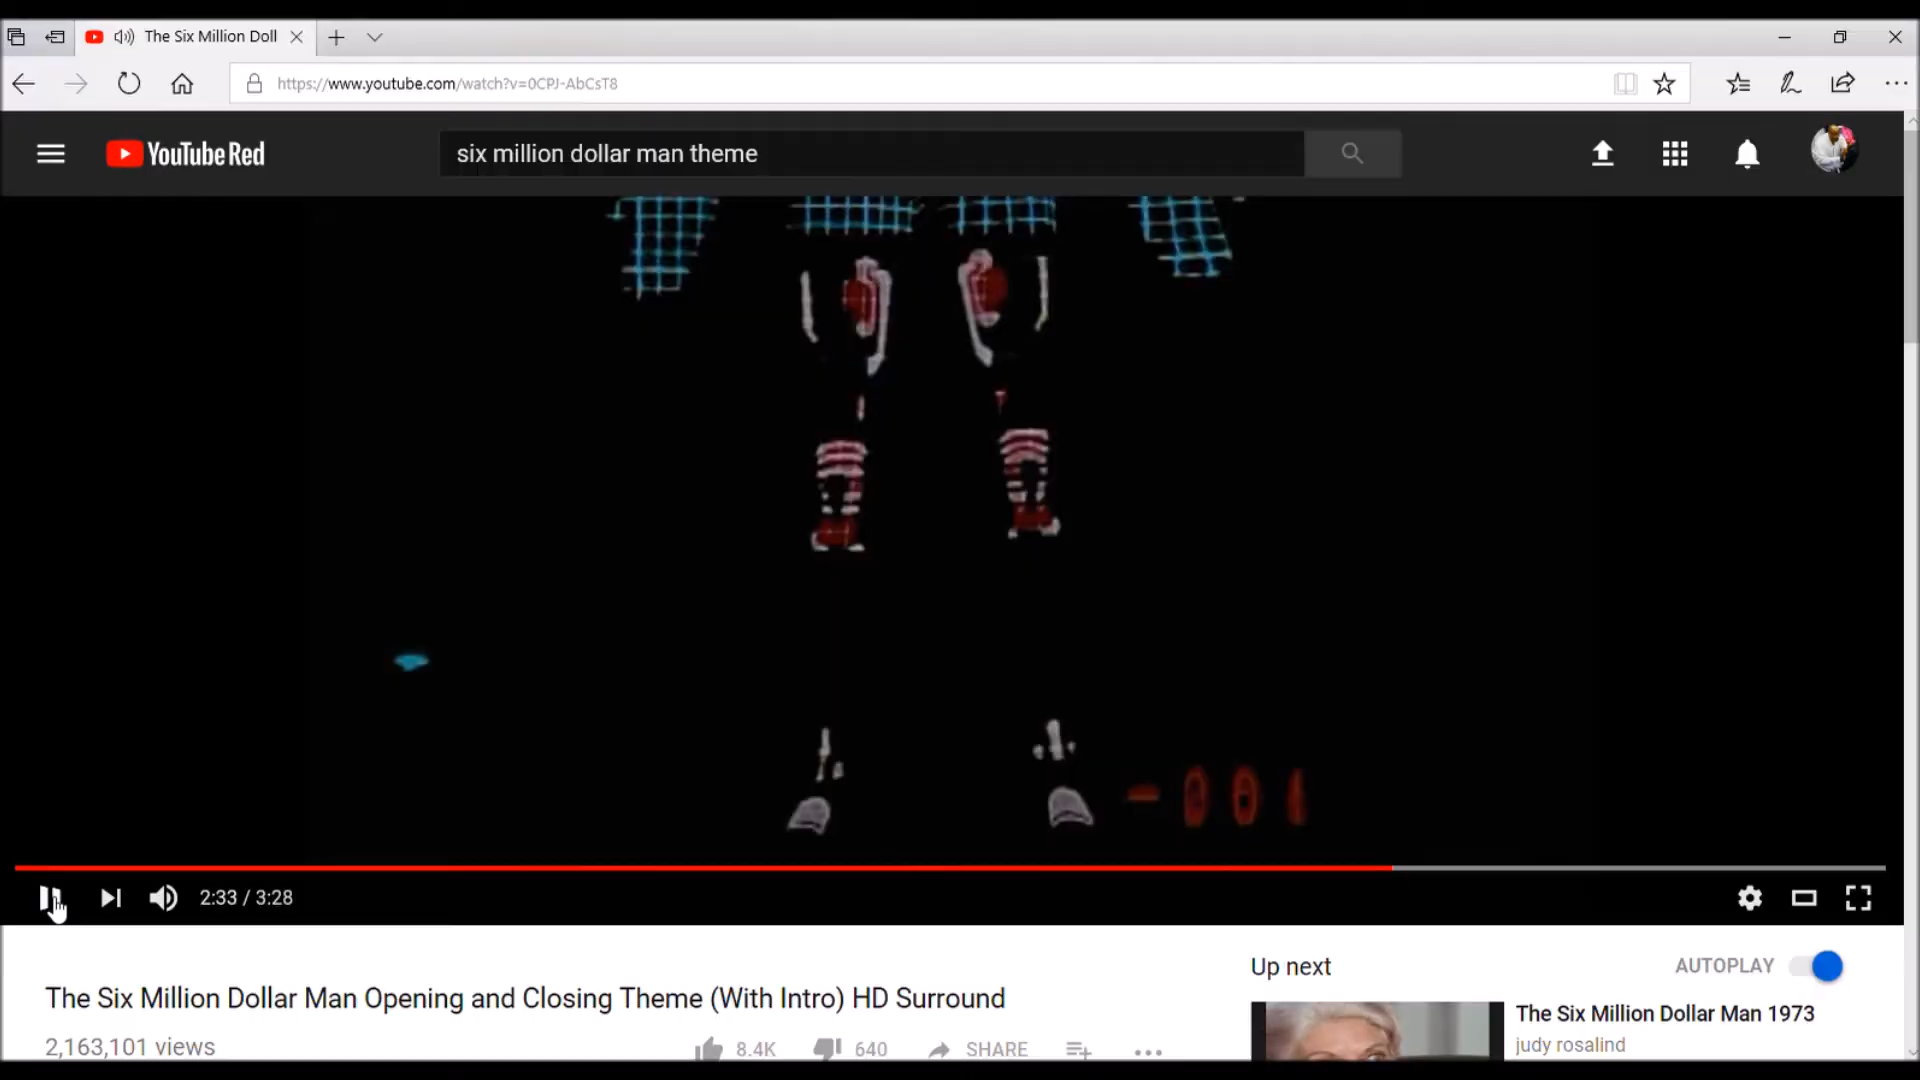 The Six Million Doll
https://www.youtube.com/watch?v=0CPJ-AbCsT8
YouTube Red
six million dollar man theme
-001
2:33 / 3:28
Up next
AUTOPLAY
The Six Million Dollar Man Opening and Closing Theme (With Intro) HD Surround
The Six Million Dollar Man 1973
judy rosalind
2,163,101 views
8.4K
640
SHARE